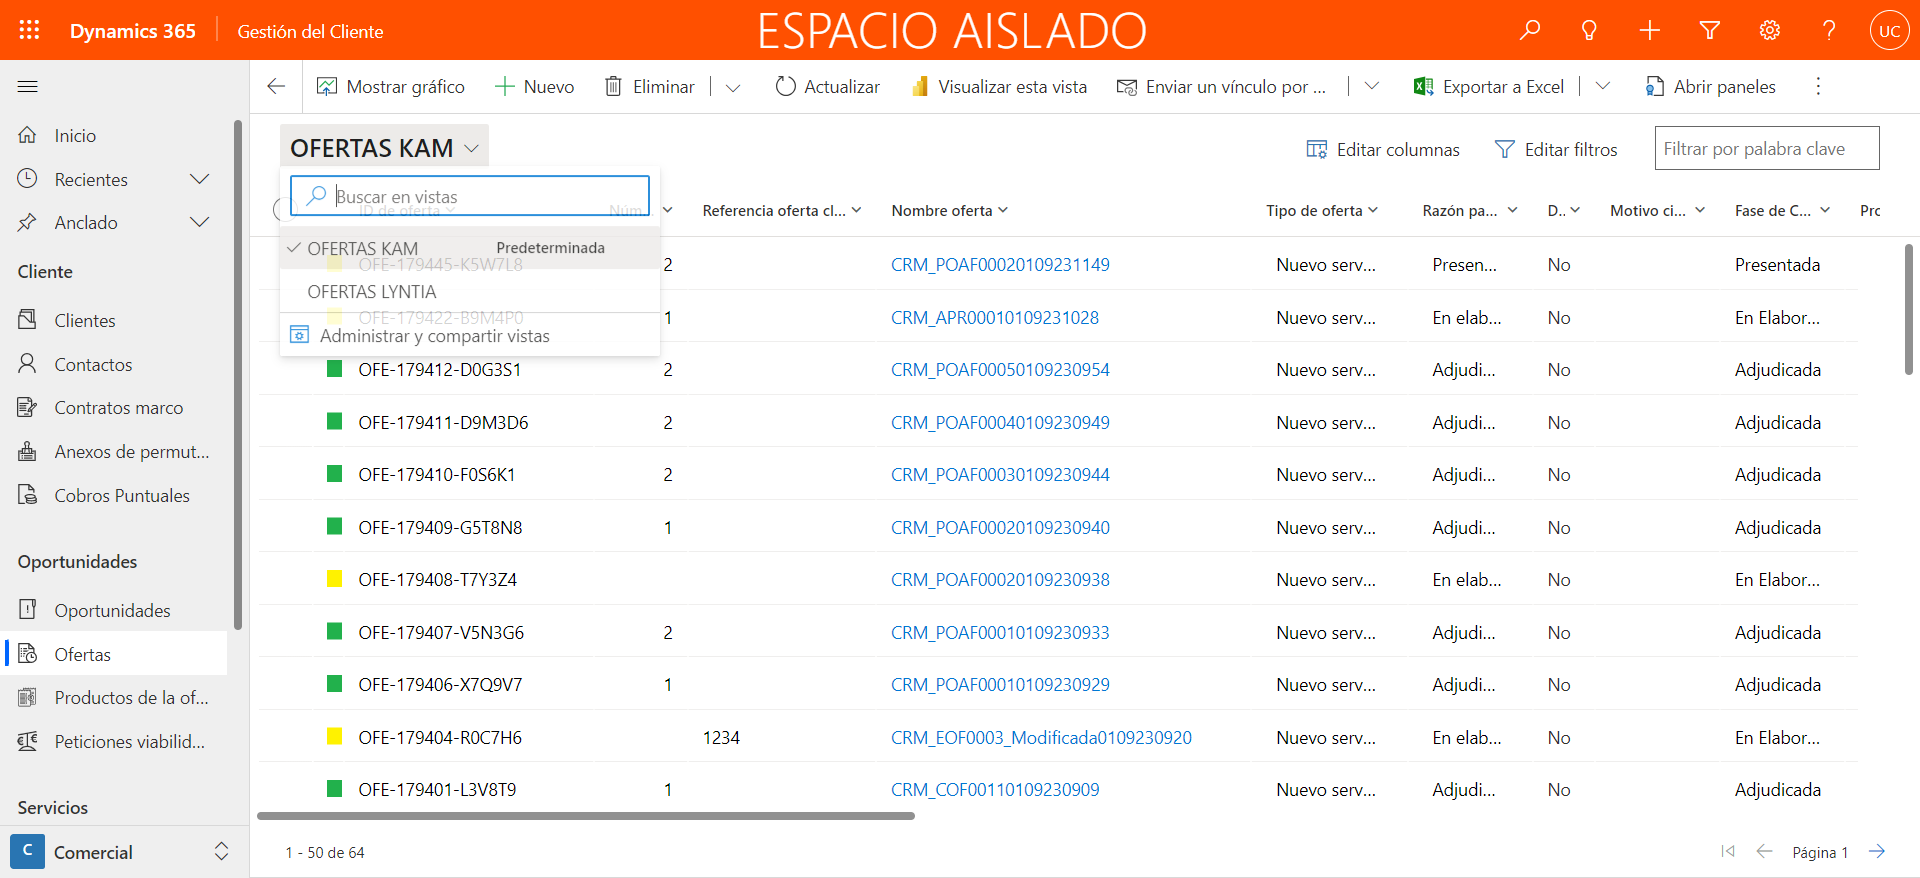 Dynamics 365
Gestión del Cliente
ESPACIO AISLADO
UC
Mostrar gráfico
Nuevo
Eliminar
Actualizar
Visualizar esta vista
Enviar un vínculo por ...
Exportar a Excel
Abrir paneles
Inicio
Recientes
Anclado
Cliente
Clientes
Contactos
Contratos marco
Anexos de permut...
Cobros Puntuales
Oportunidades
Oportunidades
Ofertas
Productos de la of...
Peticiones viabilid...
Servicios
C Comercial
OFERTAS KAM
Editar columnas
Editar filtros
Filtrar por palabra clave
Buscar en vistas
OFERTAS KAM Predeterminada
OFERTAS LYNTIA
Administrar y compartir vistas
ID de oferta Núm... Referencia oferta cl... Nombre oferta Tipo de oferta Razón pa... D.. Motivo ci... Fase de C... Prc
OFE-179445-K5W7L8 2 CRM_POAF00020109231149 Nuevo serv... Presen... No Presentada
OFE-179422-B9M4P0 1 CRM_APR00010109231028 Nuevo serv... En elab... No En Elabor...
OFE-179412-D0G3S1 2 CRM_POAF00050109230954 Nuevo serv... Adjudi... No Adjudicada
OFE-179411-D9M3D6 2 CRM_POAF00040109230949 Nuevo serv... Adjudi... No Adjudicada
OFE-179410-F0S6K1 2 CRM_POAF00030109230944 Nuevo serv... Adjudi... No Adjudicada
OFE-179409-G5T8N8 1 CRM_POAF00020109230940 Nuevo serv... Adjudi... No Adjudicada
OFE-179408-T7Y3Z4 CRM_POAF00020109230938 Nuevo serv... En elab... No En Elabor...
OFE-179407-V5N3G6 2 CRM_POAF00010109230933 Nuevo serv... Adjudi... No Adjudicada
OFE-179406-X7Q9V7 1 CRM_POAF00010109230929 Nuevo serv... Adjudi... No Adjudicada
OFE-179404-R0C7H6 1234 CRM_EOF0003_Modificada0109230920 Nuevo serv... En elab... No En Elabor...
OFE-179401-L3V8T9 1 CRM_COF00110109230909 Nuevo serv... Adjudi... No Adjudicada
1 - 50 de 64
Página 1